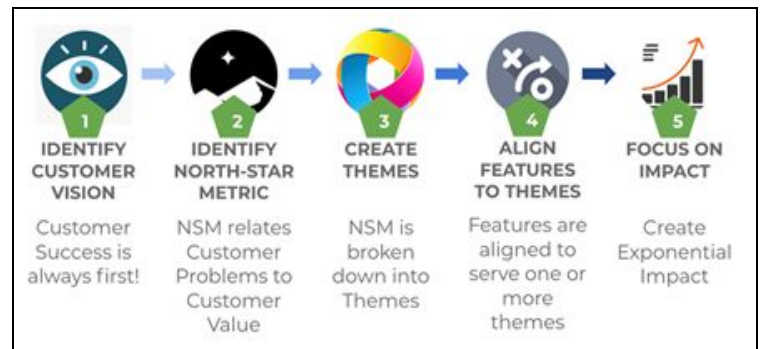 1
IDENTIFY
CUSTOMER
VISION
Customer
Success is
always first!
2
IDENTIFY
NORTH-STAR
METRIC
NSM relates
Customer
Problems to
Customer
Value
3
CREATE
THEMES
NSM is
broken
down into
Themes
4
ALIGN
FEATURES
TO THEMES
Features are
aligned to
serve one or
more
themes
5
FOCUS ON
IMPACT
Create
Exponential
Impact